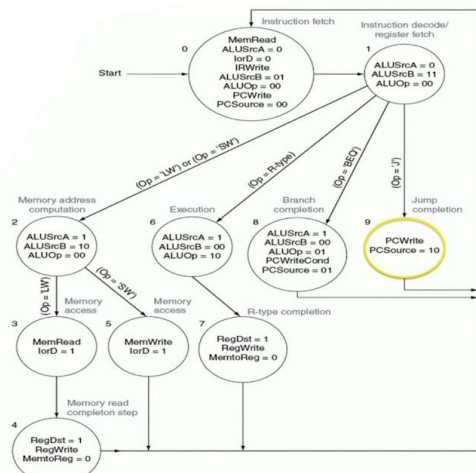 Instruction fetch
0
MemRead
ALUSrcA = 0
IorD = 0
IRWrite
ALUSrcB = 01
ALUOp = 00
PCWrite
PCSource = 00
Start
Instruction decode/
register fetch
1
ALUSrcA = 0
ALUSrcB = 11
ALUOp = 00
(Op = 'LW') or (Op = 'SW')
(Op = R-type)
(Op = 'BEQ')
(Op = 'J')
Memory address
computation
2
ALUSrcA = 1
ALUSrcB = 10
ALUOp = 00
Execution
6
ALUSrcA = 1
ALUSrcB = 00
ALUOp = 10
Branch
completion
8
ALUSrcA = 1
ALUSrcB = 00
ALUOp = 01
PCWriteCond
PCSource = 01
Jump
completion
9
PCWrite
PCSource = 10
(Op = 'LW')
(Op = 'SW')
Memory
access
3
MemRead
IorD = 1
Memory
access
5
MemWrite
IorD = 1
R-type completion
7
RegDst = 1
RegWrite
MemtoReg = 0
Memory read
completon step
4
RegDst = 1
RegWrite
MemtoReg = 0